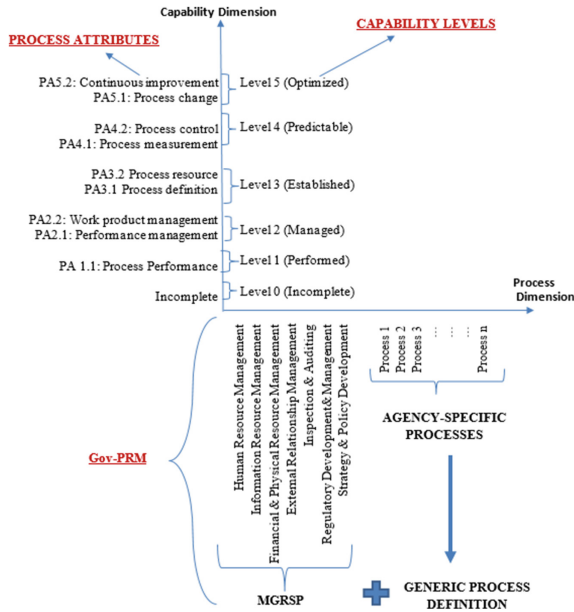 Capability Dimension
PROCESS ATTRIBUTES
CAPABILITY LEVELS
PA5.2: Continuous improvement
PA5.1: Process change
Level 5 (Optimized)
PA4.2: Process control
PA4.1: Process measurement
Level 4 (Predictable)
PA3.2 Process resource
PA3.1 Process definition
Level 3 (Established)
PA2.2: Work product management
PA2.1: Performance management
Level 2 (Managed)
PA 1.1: Process Performance
Level 1 (Performed)
Incomplete
Level 0 (Incomplete)
Process
Dimension
Gov-PRM
Human Resource Management
Information Resource Management
Financial & Physical Resource Management
External Relationship Management
Inspection & Auditing
Regulatory Development& Management
Strategy & Policy Development
Process 1
Process 2
Process 3
...
...
...
Process n
AGENCY-SPECIFIC
PROCESSES
MGRSP
GENERIC PROCESS
DEFINITION